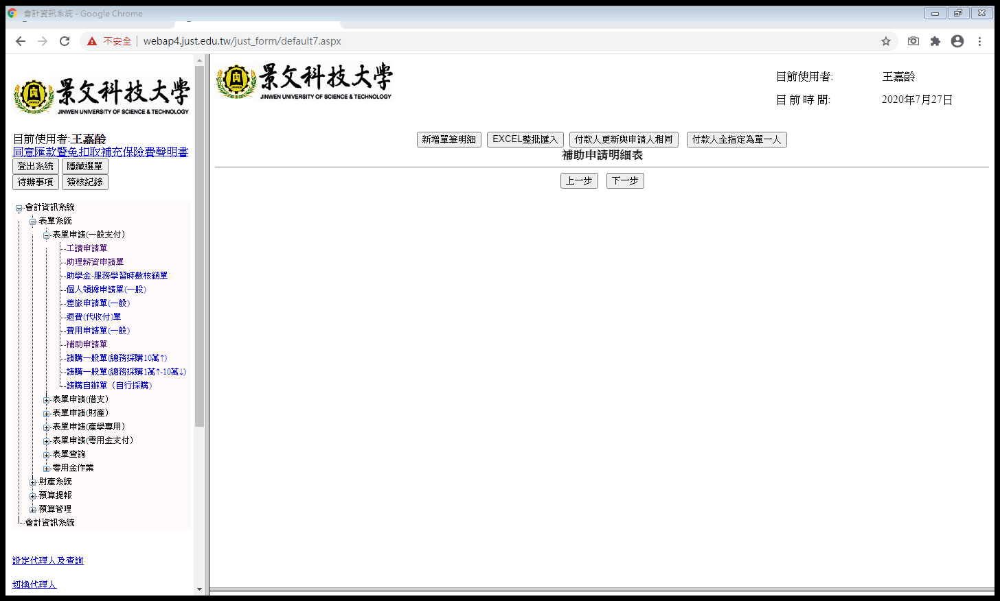 會計資訊系統 - Google Chrome
不安全 webap4.just.edu.tw/just_form/default7.aspx
景文科技大學
JINWEN UNIVERSITY OF SCIENCE & TECHNOLOGY
目前使用者:王嘉齡
同意匯款暨免扣取補充保險費聲明書
登出系統 隱藏選單
待辦事項 簽核紀錄
會計資訊系統
表單系統
表單申請(一般支付)
工讀申請單
助理薪資申請單
助學金-服務學習時數核銷單
個人領據申請單(一般)
差旅申請單(一般)
退費(代收付)單
費用申請單(一般)
補助申請單
請購一般單(總務採購10萬↑)
請購一般單(總務採購1萬↑-10萬↓)
請購自辦單（自行採購）
表單申請(借支)
表單申請(財產)
表單申請(產學專用)
表單申請(零用金支付)
表單查詢
零用金作業
財產系統
預算提報
預算管理
會計資訊系統
設定代理人及查詢
切換代理人
景文科技大學
JINWEN UNIVERSITY OF SCIENCE & TECHNOLOGY
目前使用者: 王嘉齡
目 前 時 間: 2020年7月27日
新增單筆明細 EXCEL整批匯入 付款人更新與申請人相同 付款人全指定為單一人
補助申請明細表
上一步 下一步